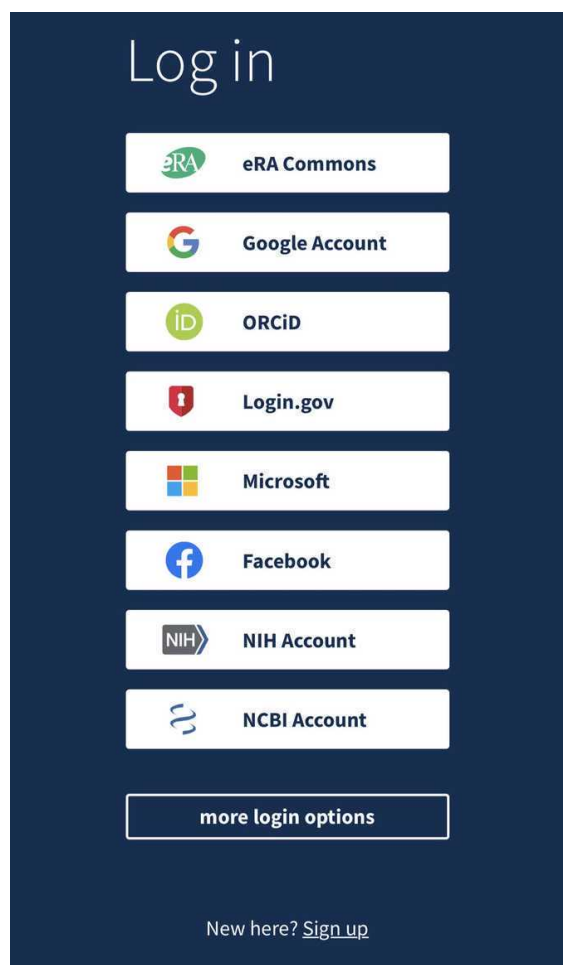 Log in
eRA eRA Commons
Google Account
iD ORCiD
Login.gov
Microsoft
Facebook
NIH NIH Account
NCBI Account
more login options
New here? Sign up